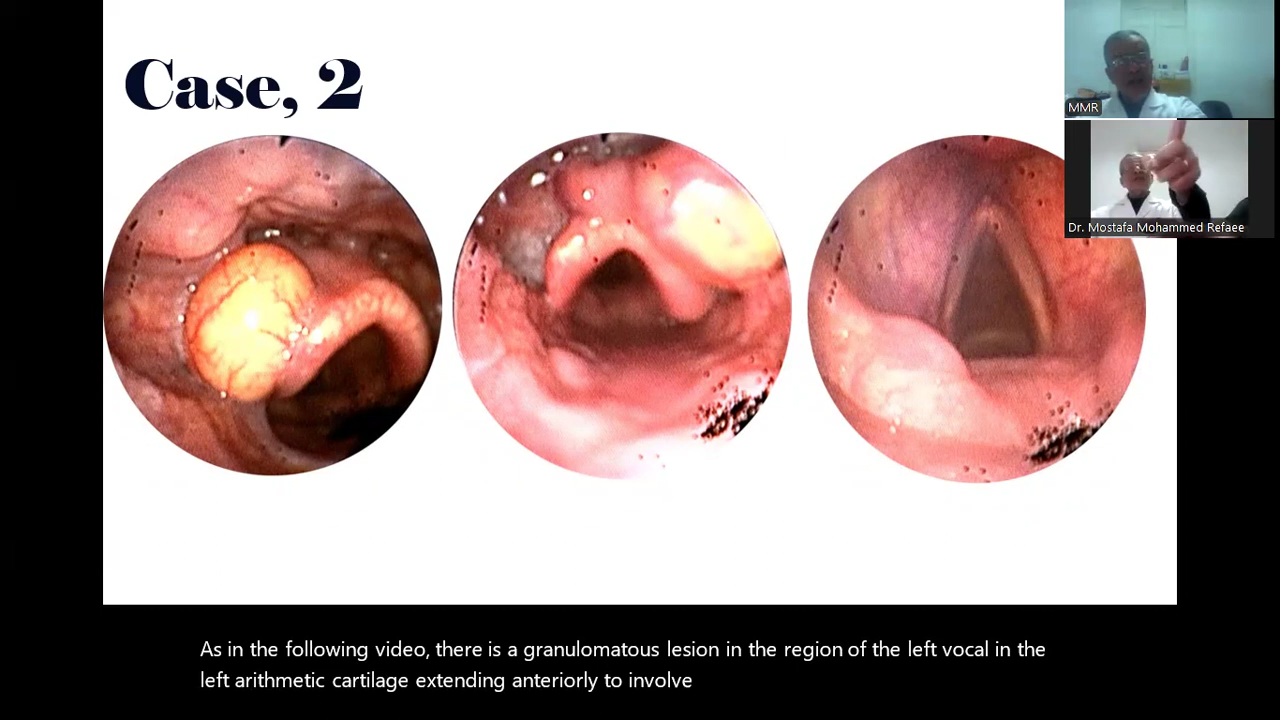 Case, 2
MMR
Dr. Mostafa Mohammed Refaee
As in the following video, there is a granulomatous lesion in the region of the left vocal in the
left arithmetic cartilage extending anteriorly to involve